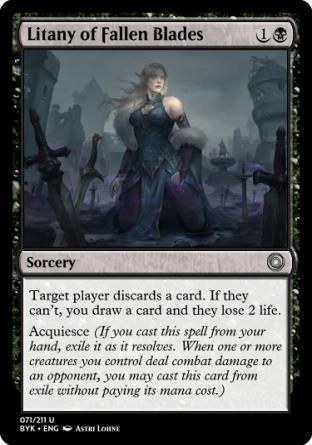 Litany of Fallen Blades 1
Sorcery
Target player discards a card. If they
can't, you draw a card and they lose 2 life.
Acquiesce (If you cast this spell from your
hand, exile it as it resolves. When one or more
creatures you control deal combat damage to
an opponent, you may cast this card from
exile without paying its mana cost.)
071/211 U
BYK • ENG Astri Lohne